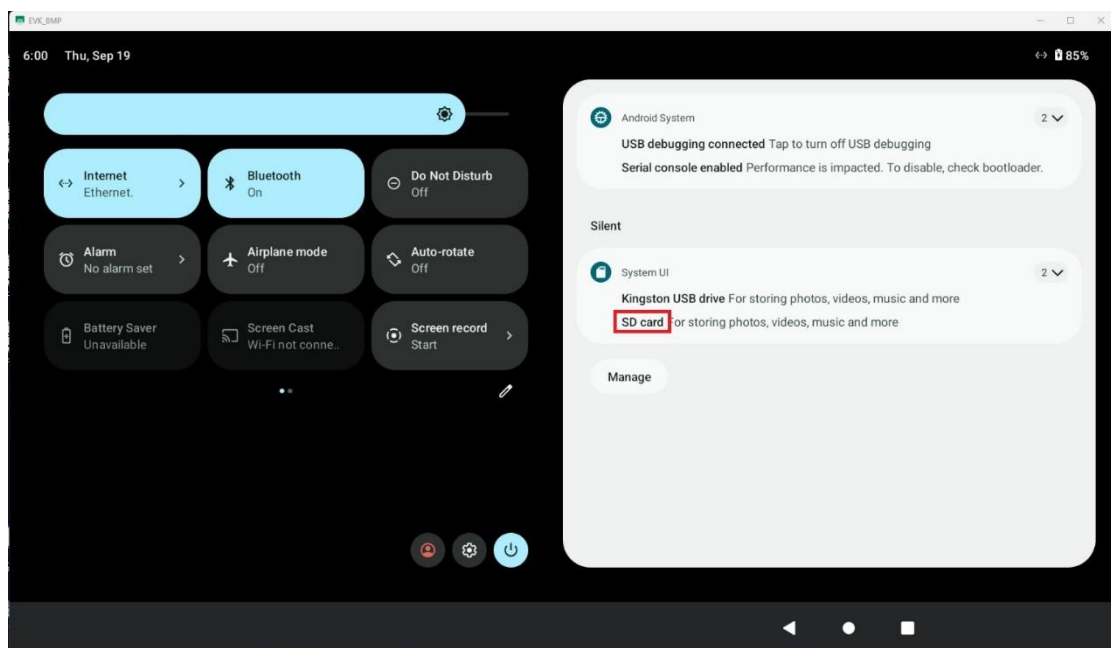 EVK_BMP
6:00 Thu, Sep 19
85%
Internet
Ethernet.
Bluetooth
On
Do Not Disturb
Off
Alarm
No alarm set
Airplane mode
Off
Auto-rotate
Off
Battery Saver
Unavailable
Screen Cast
Wi-Fi not conne..
Screen record
Start
Android System
2
USB debugging connected Tap to turn off USB debugging
Serial console enabled Performance is impacted. To disable, check bootloader.
Silent
System UI
2
Kingston USB drive For storing photos, videos, music and more
SD card For storing photos, videos, music and more
Manage